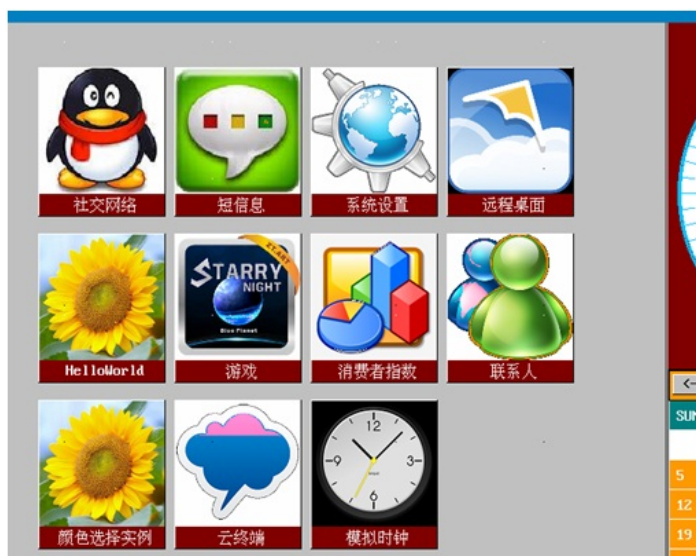 社交网络
短信息
系统设置
远程桌面
STARRY
NIGHT
Blue Planet
HelloWorld
游戏
消费者指数
联系人
12
9
3
6
颜色选择实例
云终端
模拟时钟
<-
SUN
5
12
19